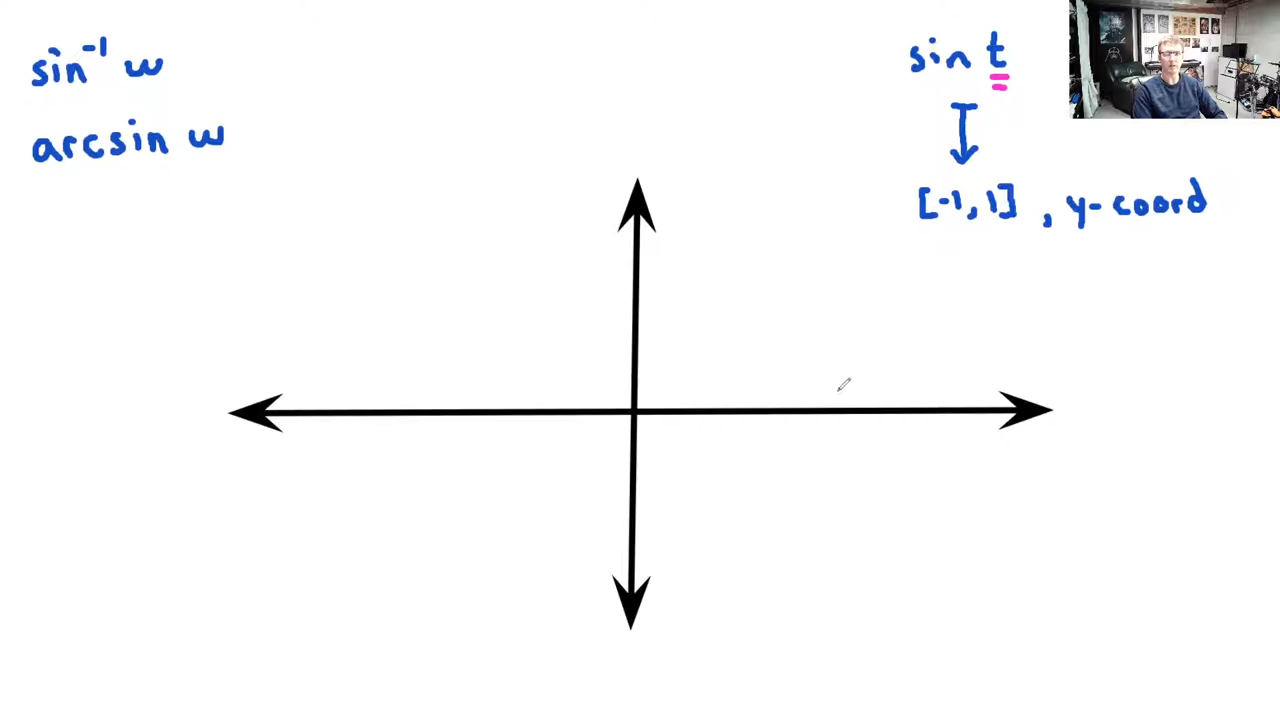 sin⁻¹ w
arcsin w
sin t
[-1, 1] , y-coord